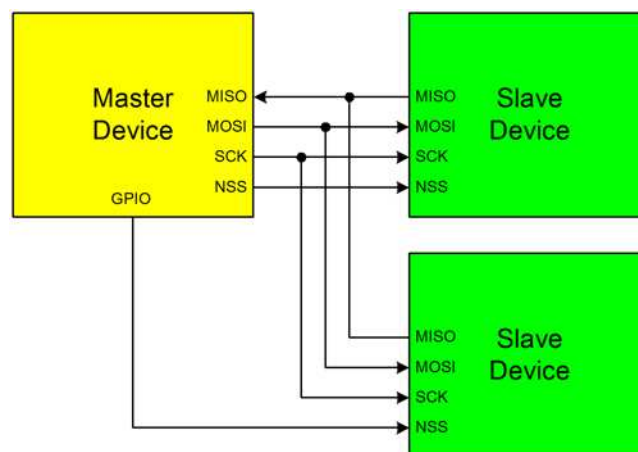 Master
Device
MISO
MOSI
SCK
NSS
GPIO
MISO
MOSI
SCK
NSS
Slave
Device
MISO
MOSI
SCK
NSS
Slave
Device